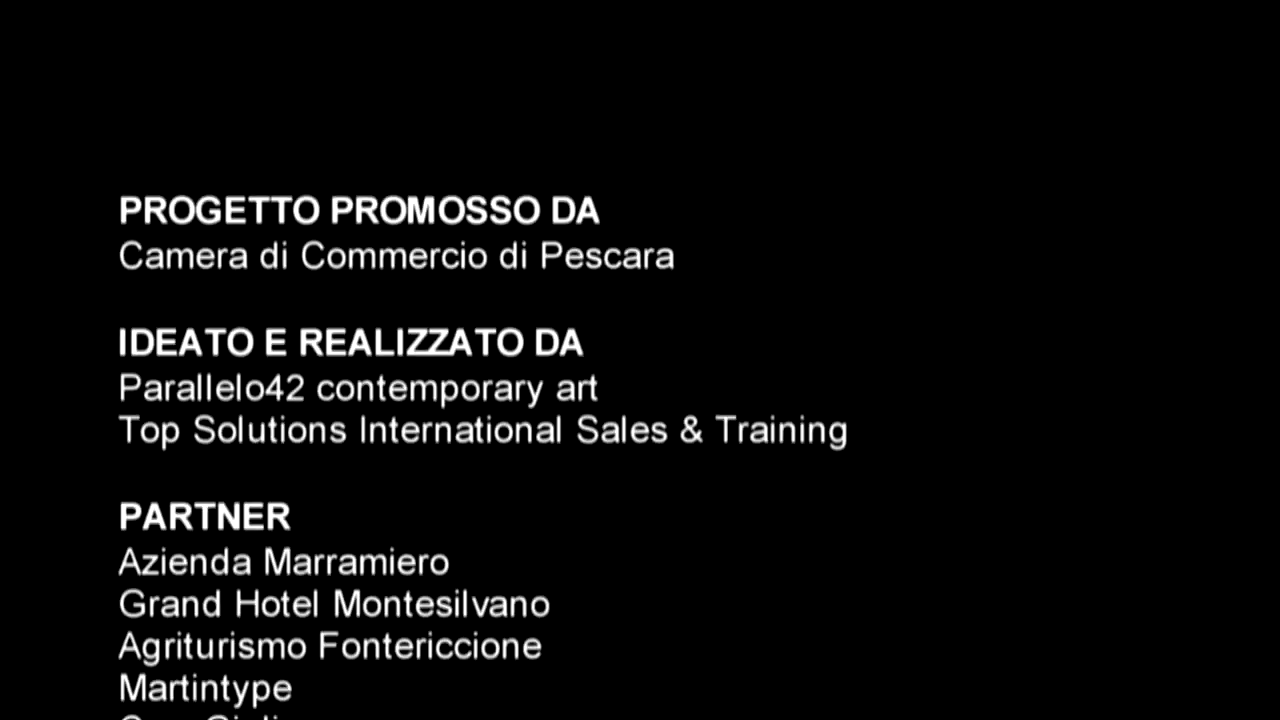 PROGETTO PROMOSSO DA
Camera di Commercio di Pescara
IDEATO E REALIZZATO DA
Parallelo42 contemporary art
Top Solutions International Sales & Training
PARTNER
Azienda Marramiero
Grand Hotel Montesilvano
Agriturismo Fontericcione
Martintype